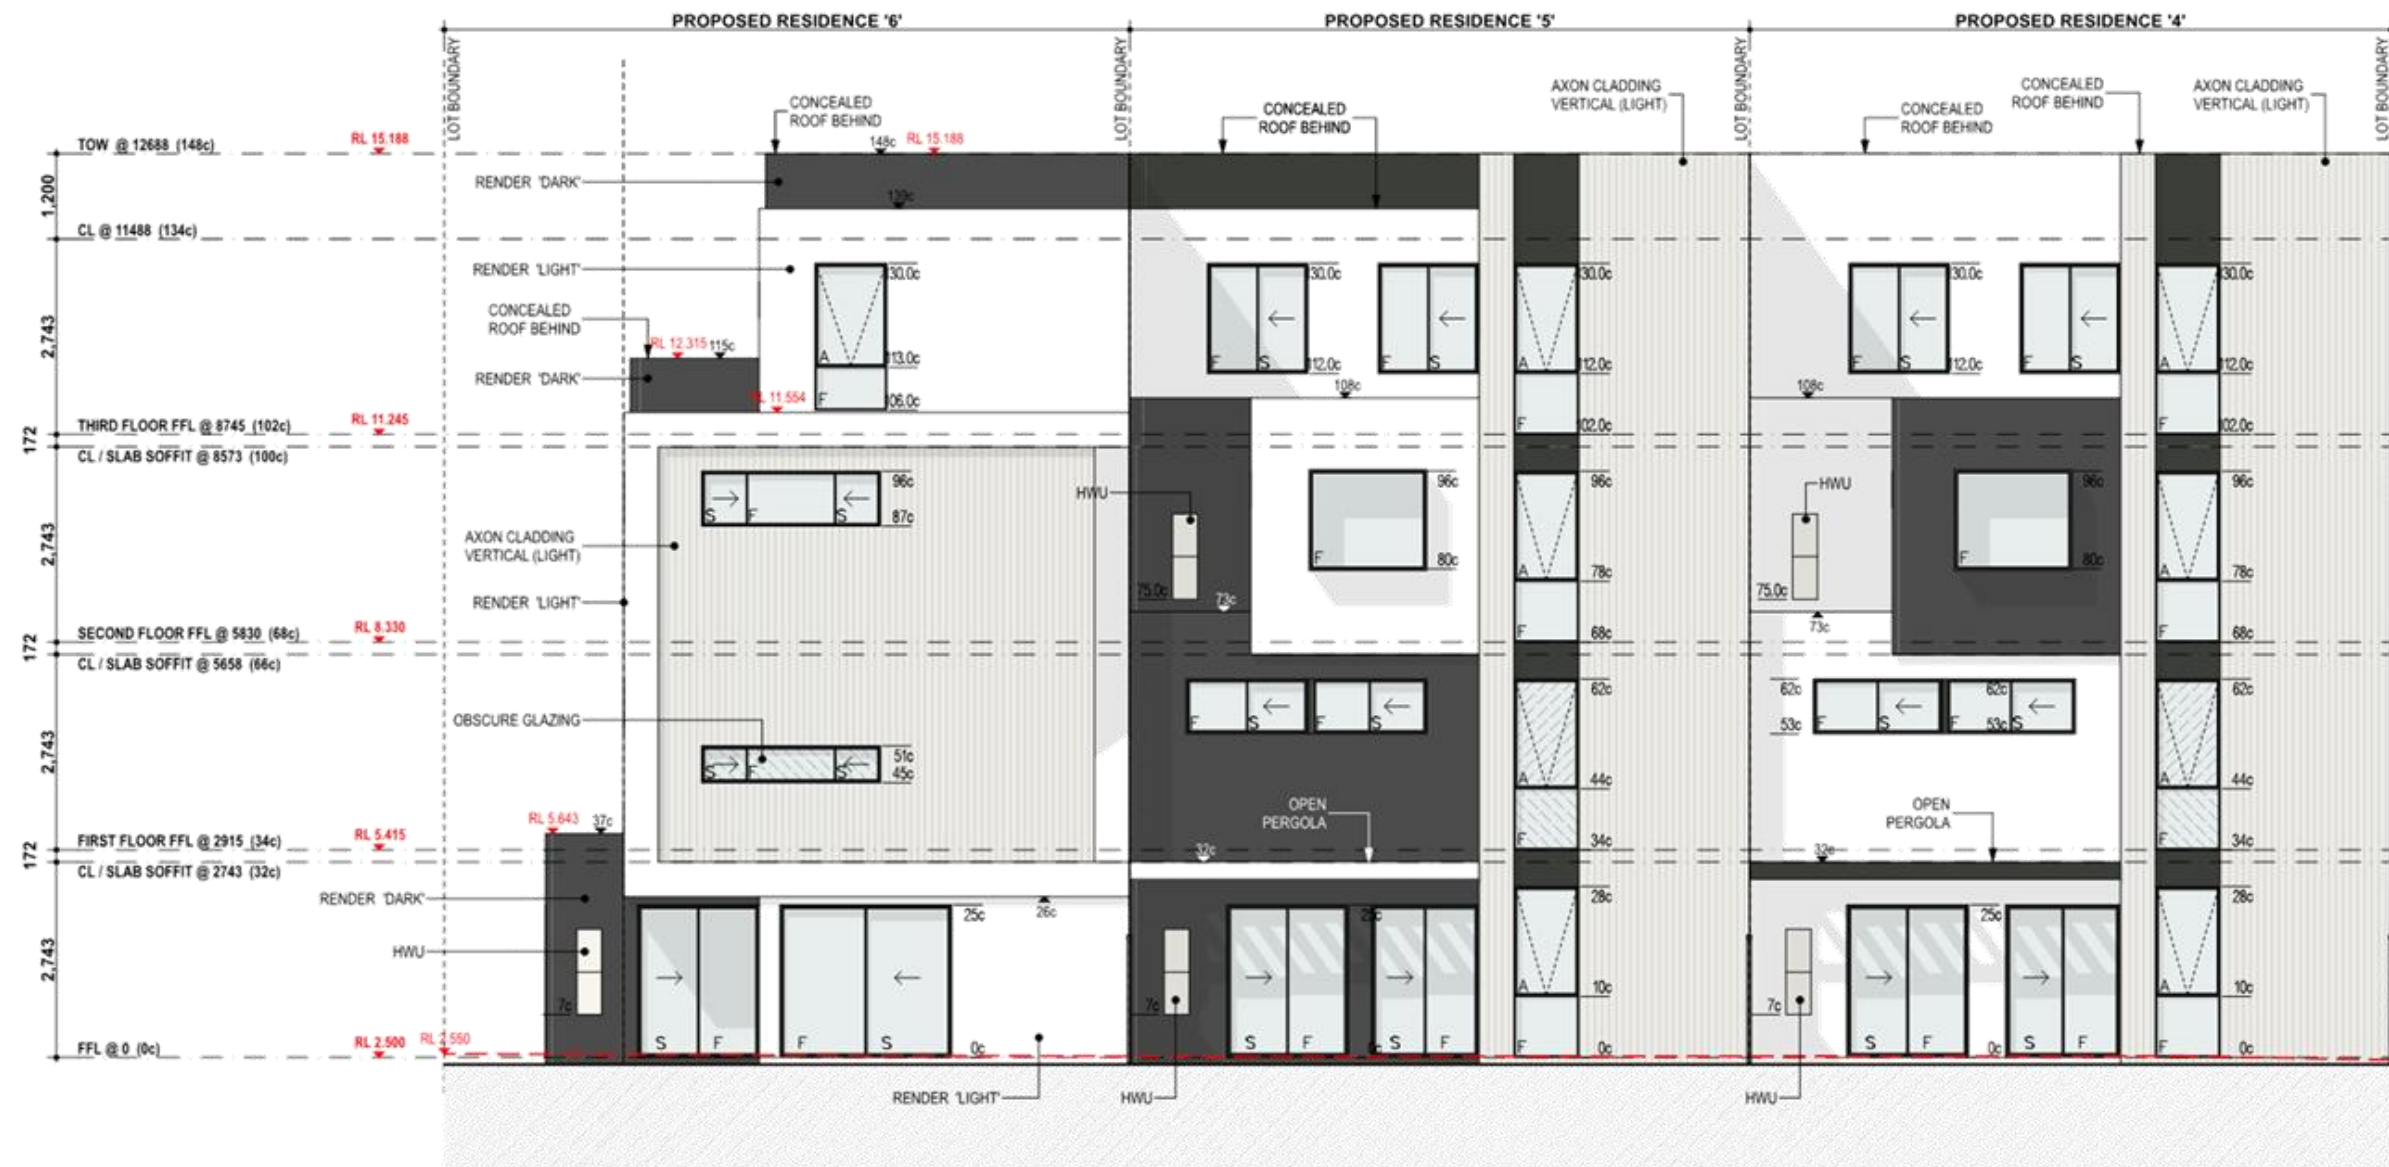 PROPOSED RESIDENCE '6'
PROPOSED RESIDENCE '5'
PROPOSED RESIDENCE '4'
LOT BOUNDARY
LOT BOUNDARY
LOT BOUNDARY
LOT BOUNDARY
TOW @ 12688 (148c)
RL 15.188
1,200
CL @ 11488 (134c)
2,743
THIRD FLOOR FFL @ 8745 (102c)
RL 11.245
172
CL / SLAB SOFFIT @ 8573 (100c)
2,743
SECOND FLOOR FFL @ 5830 (68c)
RL 8.330
172
CL / SLAB SOFFIT @ 5658 (66c)
2,743
FIRST FLOOR FFL @ 2915 (34c)
RL 5.415
172
CL / SLAB SOFFIT @ 2743 (32c)
2,743
FFL @ 0 (0c)
RL 2.500
RL 2.550
CONCEALED
ROOF BEHIND
148c
RL 15.188
RENDER 'DARK'
139c
RENDER 'LIGHT'
CONCEALED
ROOF BEHIND
RL 12.315
115c
RENDER 'DARK'
RL 11.554
130.0c
A
113.0c
F
106.0c
96c
S
F
S
87c
AXON CLADDING
VERTICAL (LIGHT)
RENDER 'LIGHT'
OBSCURE GLAZING
51c
S
F
S
45c
RL 5.643
37c
RENDER 'DARK'
HWU
7c
26c
25c
S
F
F
S
0c
RENDER 'LIGHT'
CONCEALED
ROOF BEHIND
AXON CLADDING
VERTICAL (LIGHT)
130.0c
130.0c
F
S
112.0c
F
S
A
112.0c
108c
F
102.0c
HWU
96c
96c
F
80c
A
78c
75.0c
73c
F
68c
62c
F
S
F
S
A
44c
OPEN
PERGOLA
32c
F
34c
28c
25c
A
10c
7c
S
F
0c
S
F
F
0c
HWU
CONCEALED
ROOF BEHIND
CONCEALED
ROOF BEHIND
AXON CLADDING
VERTICAL (LIGHT)
130.0c
130.0c
F
S
112.0c
F
S
A
112.0c
108c
F
102.0c
HWU
96c
96c
F
80c
A
78c
75.0c
73c
F
68c
62c
62c
62c
F
S
F
S
53c
53c
A
44c
OPEN
PERGOLA
32c
F
34c
28c
25c
A
10c
7c
S
F
0c
S
F
F
0c
HWU